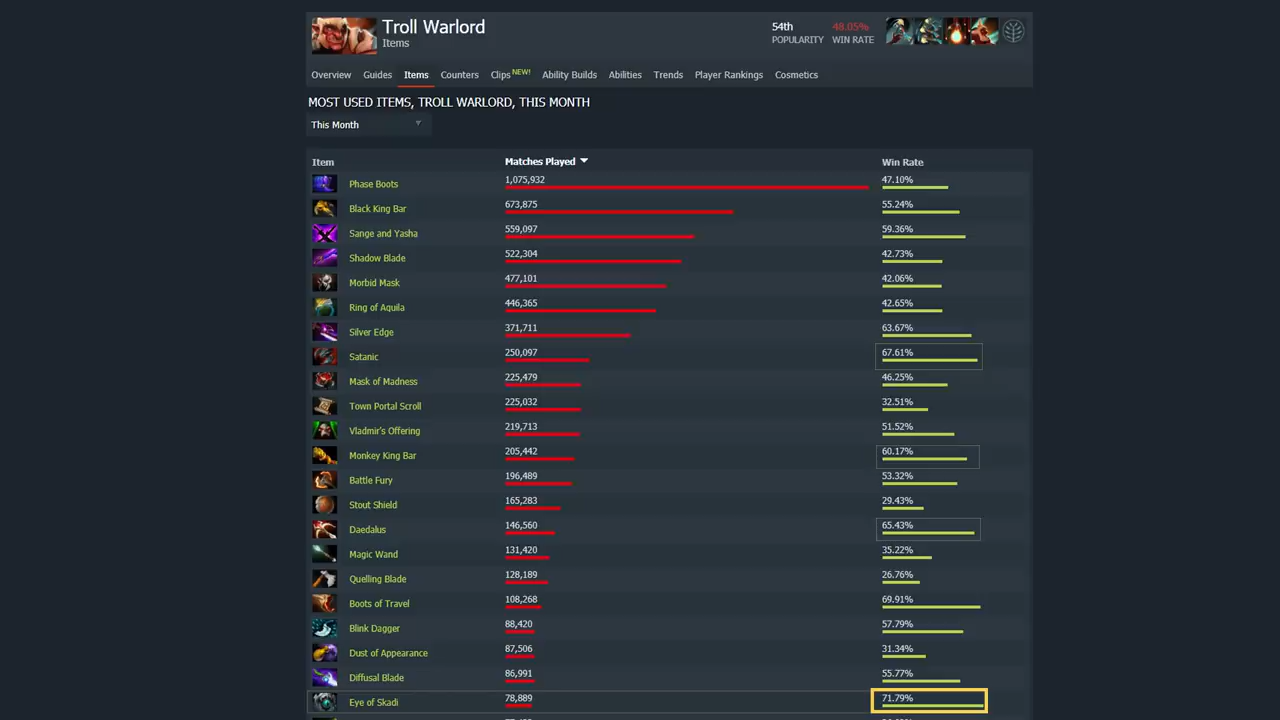 Troll Warlord
Items
54th
POPULARITY
48.05%
WIN RATE
Overview Guides Items Counters Clips NEW! Ability Builds Abilities Trends Player Rankings Cosmetics
MOST USED ITEMS, TROLL WARLORD, THIS MONTH
This Month
Item Matches Played Win Rate
Phase Boots 1,075,932 47.10%
Black King Bar 673,875 55.24%
Sange and Yasha 559,097 59.36%
Shadow Blade 522,304 42.73%
Morbid Mask 477,101 42.06%
Ring of Aquila 446,365 42.65%
Silver Edge 371,711 63.67%
Satanic 250,097 67.61%
Mask of Madness 225,479 46.25%
Town Portal Scroll 225,032 32.51%
Vladmir's Offering 219,713 51.52%
Monkey King Bar 205,442 60.17%
Battle Fury 196,489 53.32%
Stout Shield 165,283 29.43%
Daedalus 146,560 65.43%
Magic Wand 131,420 35.22%
Quelling Blade 128,189 26.76%
Boots of Travel 108,268 69.91%
Blink Dagger 88,420 57.79%
Dust of Appearance 87,506 31.34%
Diffusal Blade 86,991 55.77%
Eye of Skadi 78,889 71.79%